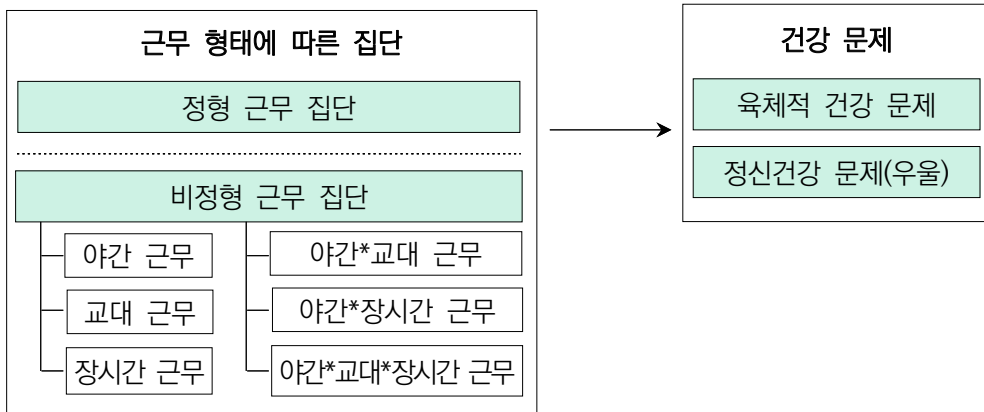 근무 형태에 따른 집단
정형 근무 집단
비정형 근무 집단
야간 근무
교대 근무
장시간 근무
야간*교대 근무
야간*장시간 근무
야간*교대*장시간 근무
건강 문제
육체적 건강 문제
정신건강 문제(우울)